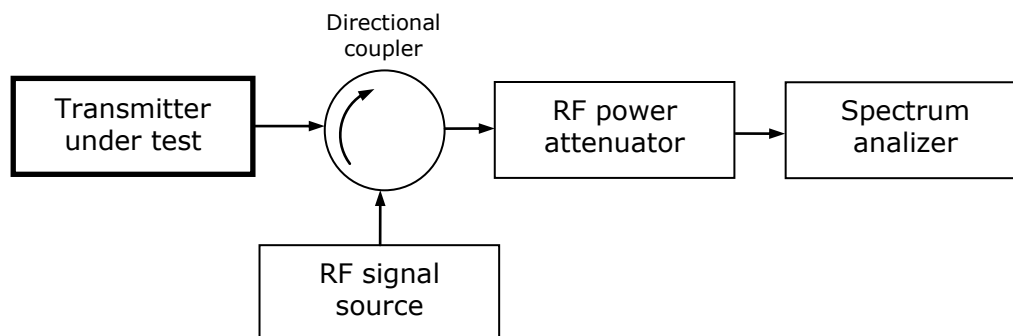 Directional
coupler
Transmitter
under test
RF power
attenuator
Spectrum
analizer
RF signal
source